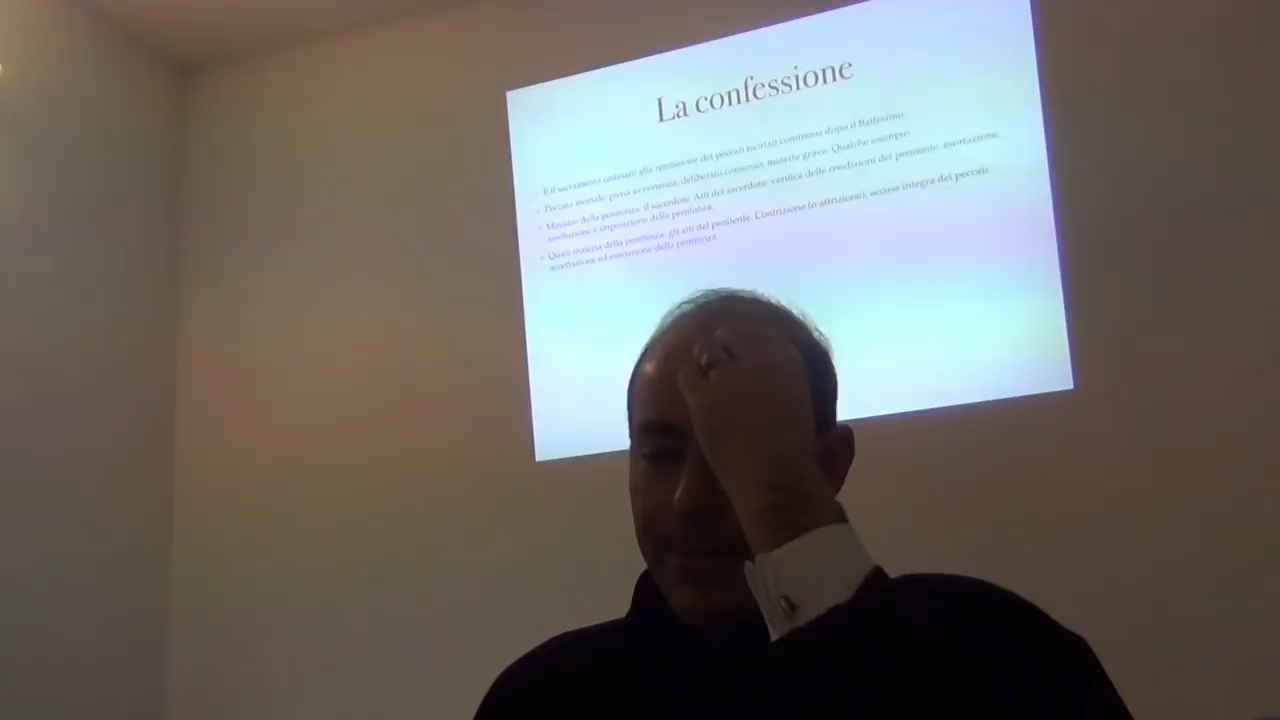 La confessione
È il sacramento ordinato alla remissione dei peccati mortali commessi dopo il Battesimo.
Peccato mortale: piena avvertenza, deliberato consenso, materia grave. Qualche esempio.
Ministro della penitenza: il sacerdote. Atti del sacerdote: verifica delle condizioni del penitente, esortazione,
assoluzione e imposizione della penitenza.
Quasi materia della penitenza: gli atti del penitente. Contrizione (o attrizione), accusa integra dei peccati,
accettazione ed esecuzione della penitenza.